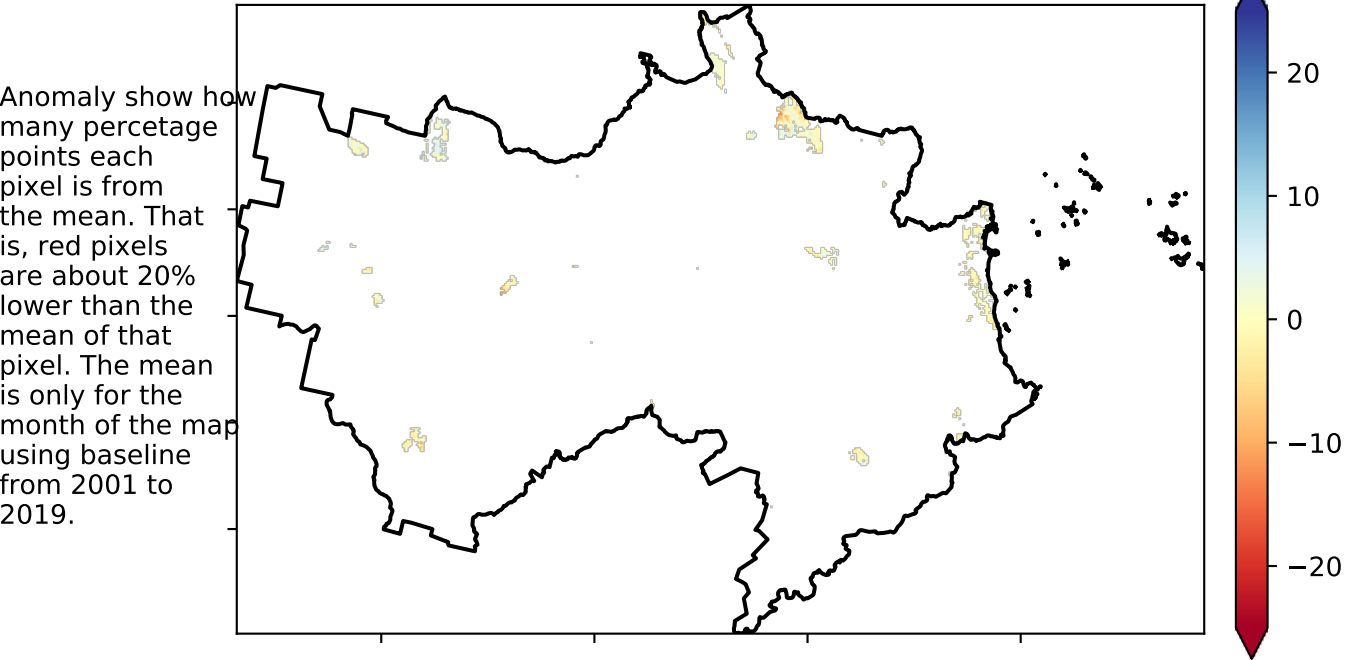 Anomaly show how
many percetage
points each
pixel is from
the mean. That
is, red pixels
are about 20%
lower than the
mean of that
pixel. The mean
is only for the
month of the map
using baseline
from 2001 to
2019.
20
10
0
−10
−20